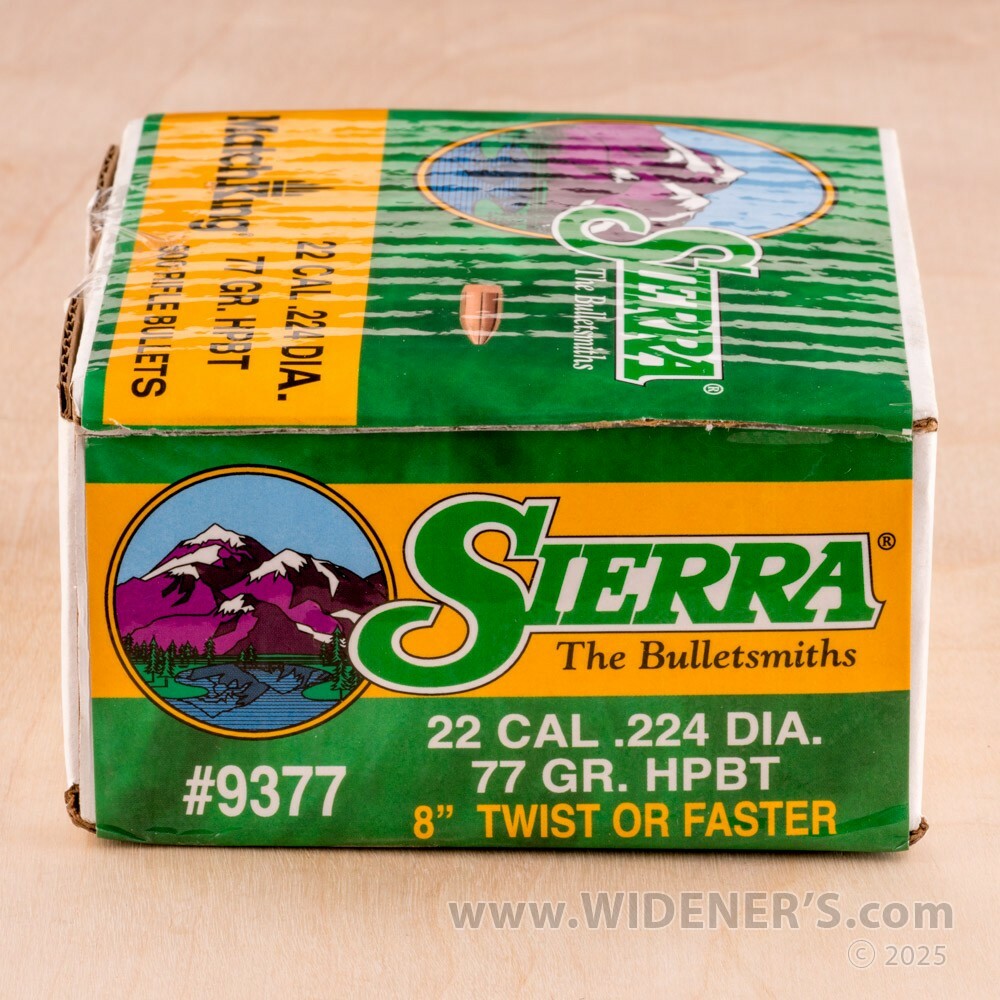 MatchKing
22 CAL .224 DIA.
77 GR. HPBT
RIFLE BULLETS
SIERRA®
The Bulletsmiths
SIERRA®
The Bulletsmiths
22 CAL .224 DIA.
77 GR. HPBT
8” TWIST OR FASTER
#9377
www.WIDENER'S.com
© 2025